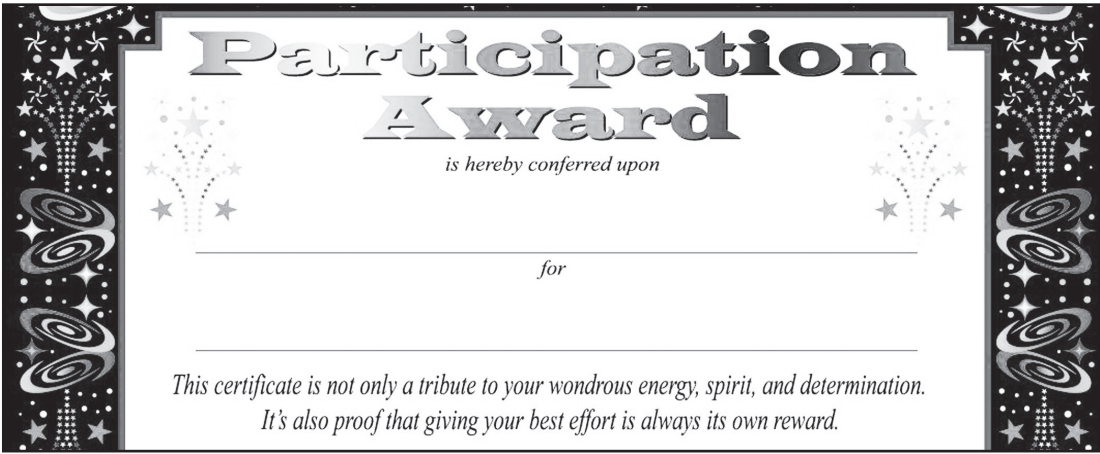 Participation
Award
is hereby conferred upon
for
This certificate is not only a tribute to your wondrous energy, spirit, and determination.
It's also proof that giving your best effort is always its own reward.